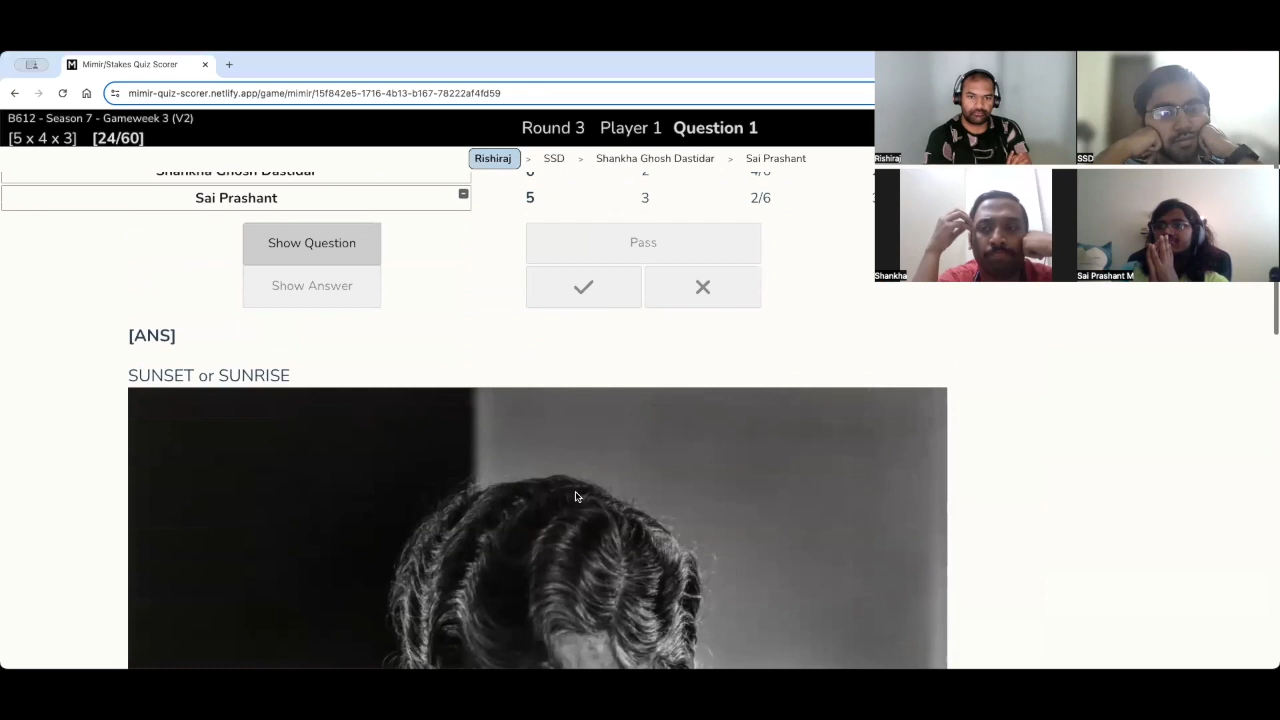 Mimir/Stakes Quiz Scorer
mimir-quiz-scorer.netlify.app/game/mimir/15f842e5-1716-4b13-b167-78222af4fd59
B612 - Season 7 - Gameweek 3 (V2)
[5 x 4 x 3] [24/60]
Round 3 Player 1 Question 1
Rishiraj > SSD > Shankha Ghosh Dastidar > Sai Prashant
Shankha Ghosh Dastidar
Sai Prashant 5 3 2/6
Show Question Pass
Show Answer
[ANS]
SUNSET or SUNRISE
Rishiraj
SSD
Shankha
Sai Prashant M